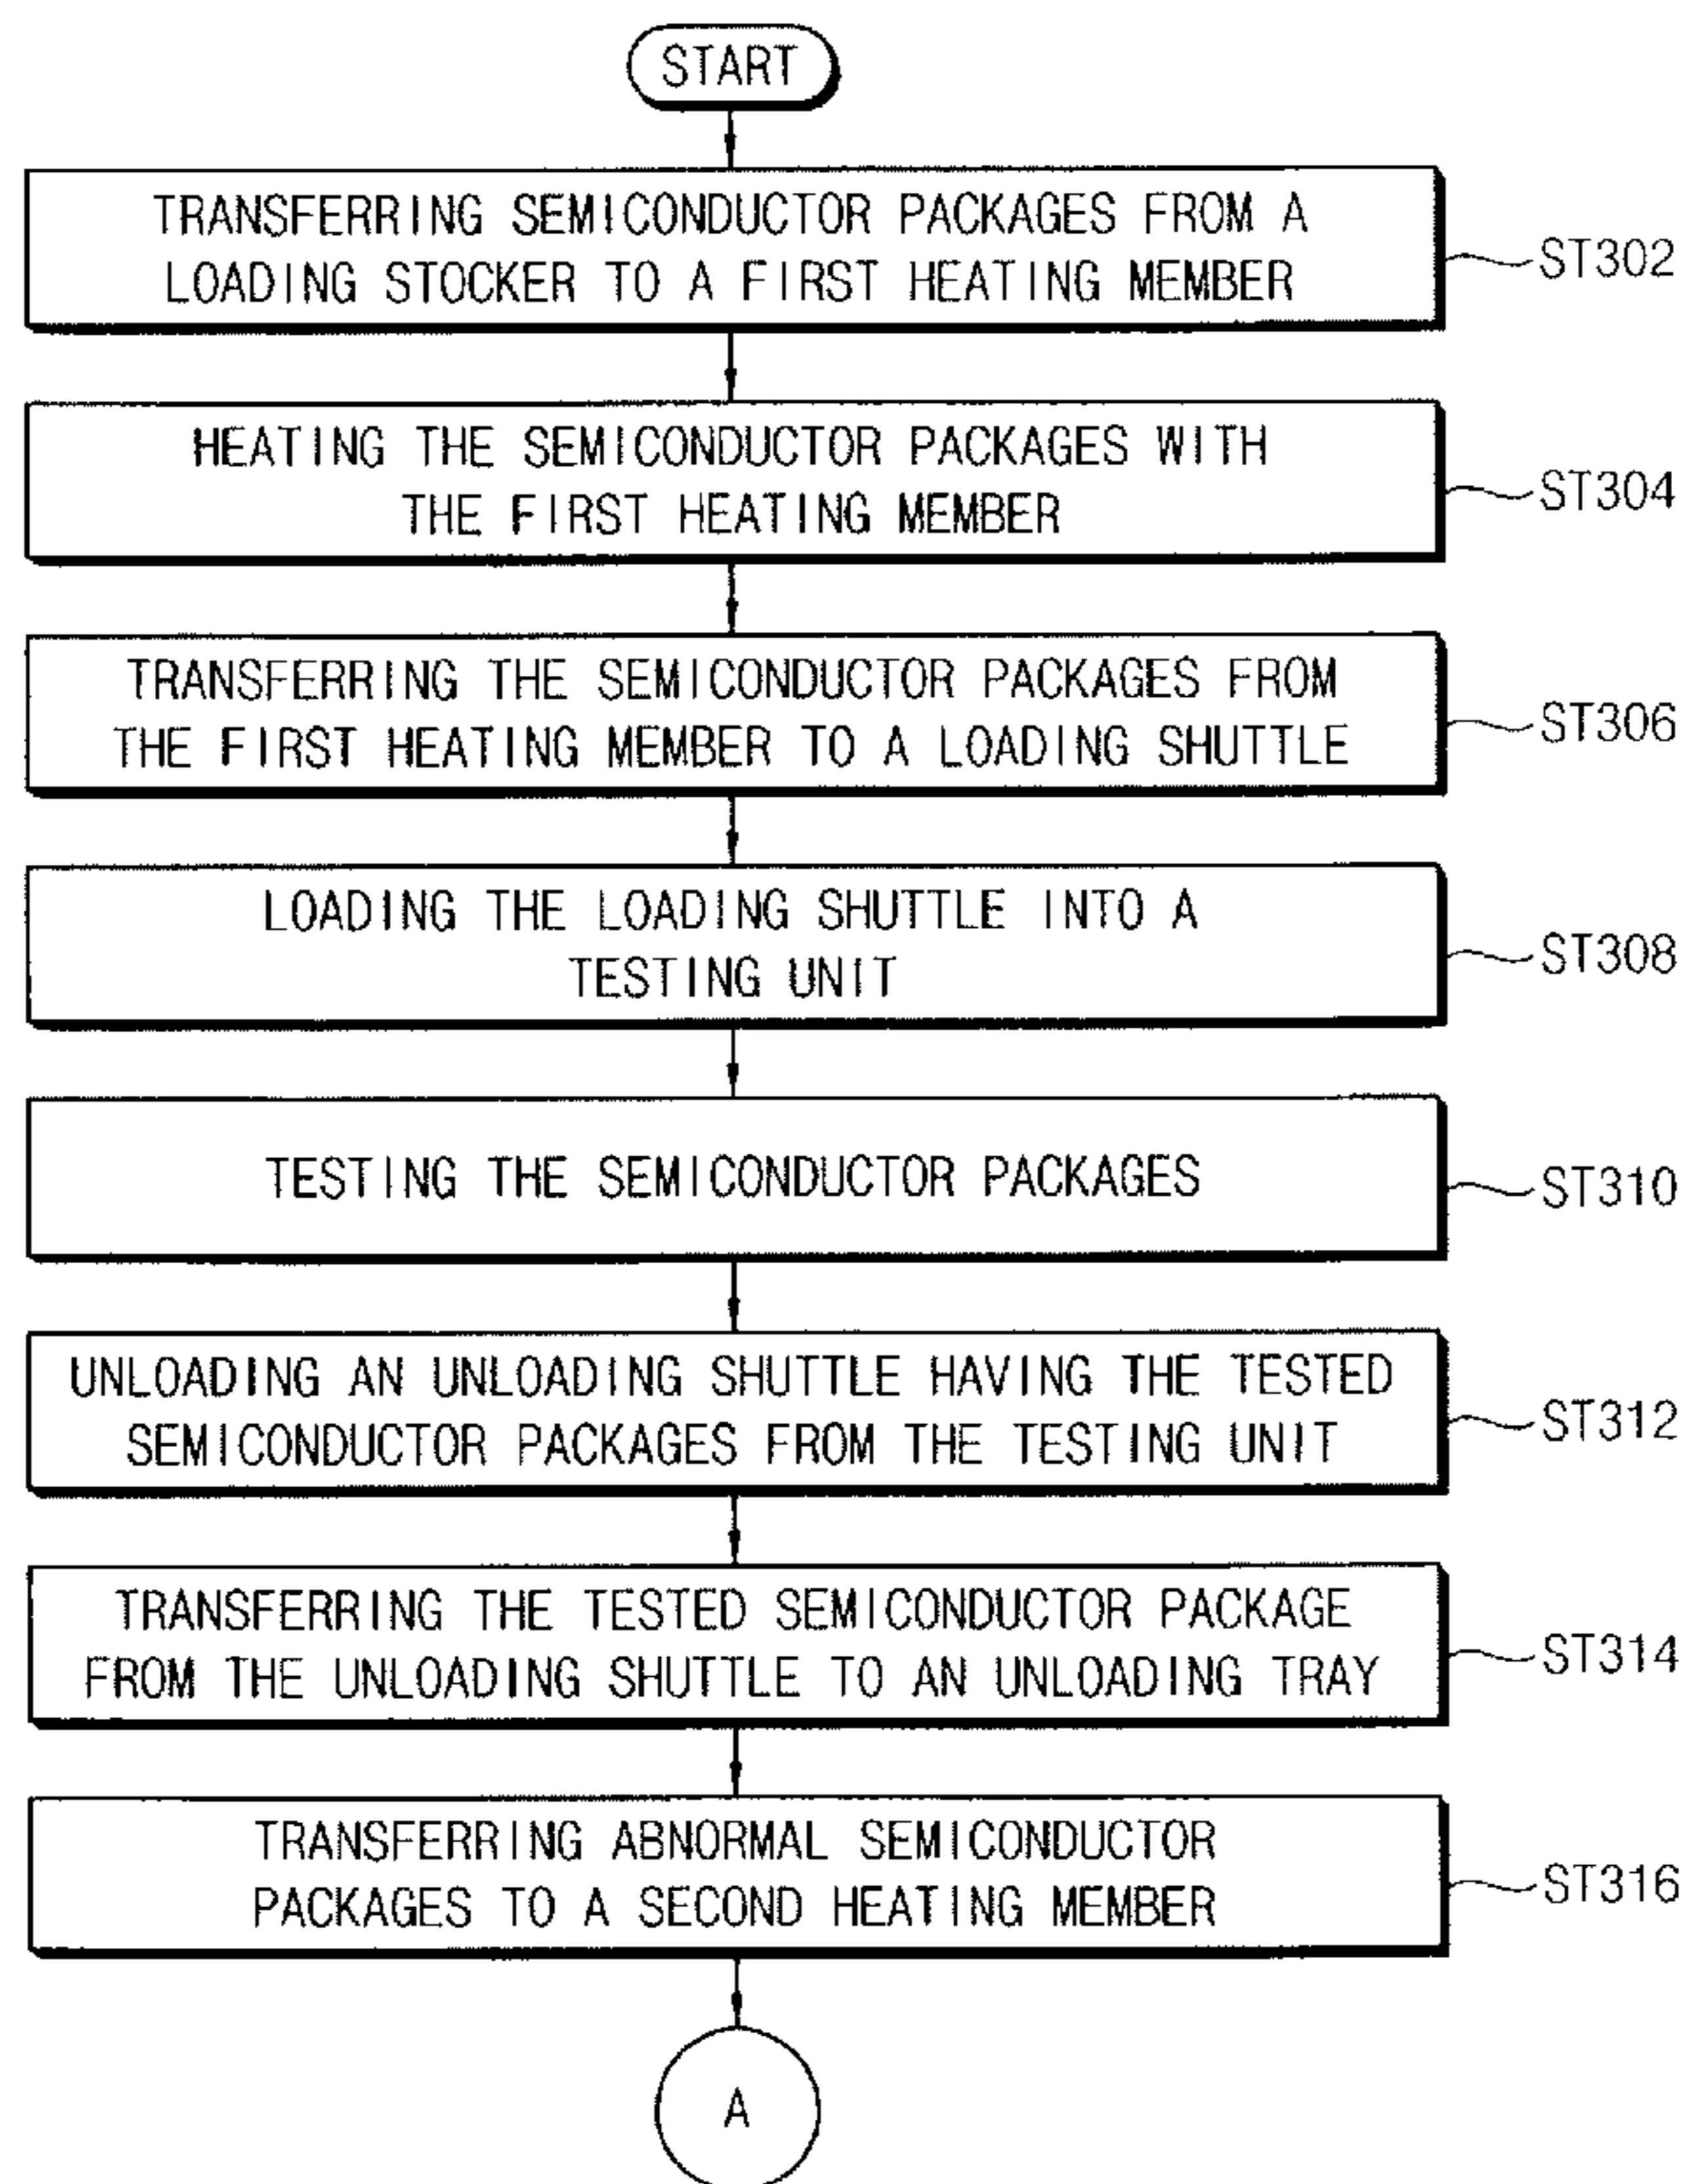 START
TRANSFERRING SEMICONDUCTOR PACKAGES FROM A
LOADING STOCKER TO A FIRST HEATING MEMBER
ST302
HEATING THE SEMICONDUCTOR PACKAGES WITH
THE FIRST HEATING MEMBER
ST304
TRANSFERRING THE SEMICONDUCTOR PACKAGES FROM
THE FIRST HEATING MEMBER TO A LOADING SHUTTLE
ST306
LOADING THE LOADING SHUTTLE INTO A
TESTING UNIT
ST308
TESTING THE SEMICONDUCTOR PACKAGES
ST310
UNLOADING AN UNLOADING SHUTTLE HAVING THE TESTED
SEMICONDUCTOR PACKAGES FROM THE TESTING UNIT
ST312
TRANSFERRING THE TESTED SEMICONDUCTOR PACKAGE
FROM THE UNLOADING SHUTTLE TO AN UNLOADING TRAY
ST314
TRANSFERRING ABNORMAL SEMICONDUCTOR
PACKAGES TO A SECOND HEATING MEMBER
ST316
A